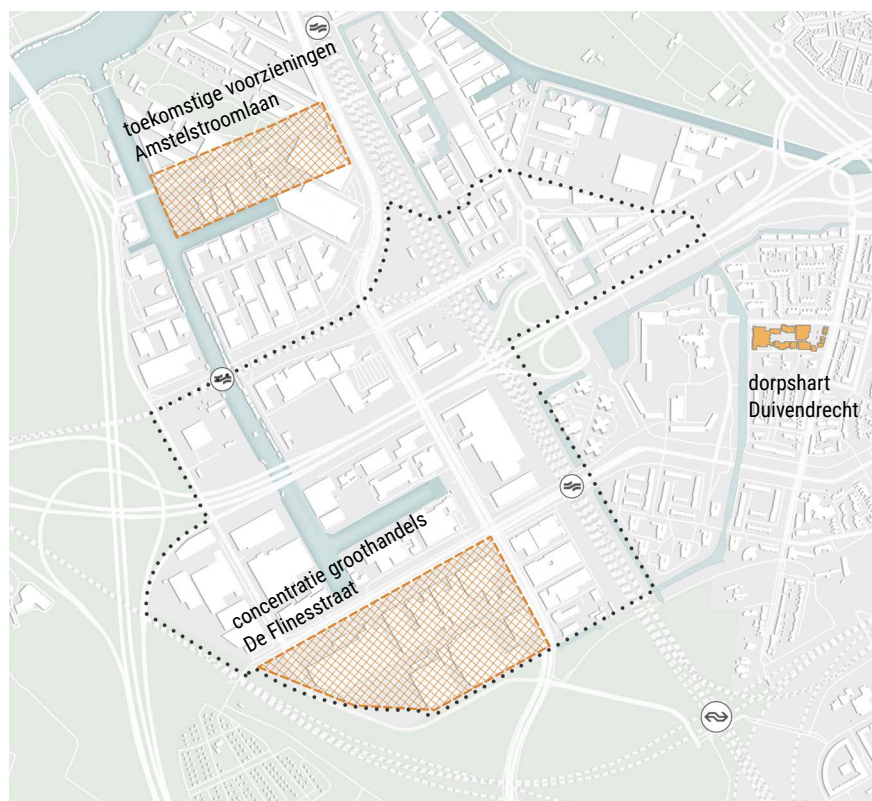 toekomstige voorzieningen
Amstelstroomlaan
dorpshart
Duivendrecht
concentratie groothandels
De Flinesstraat